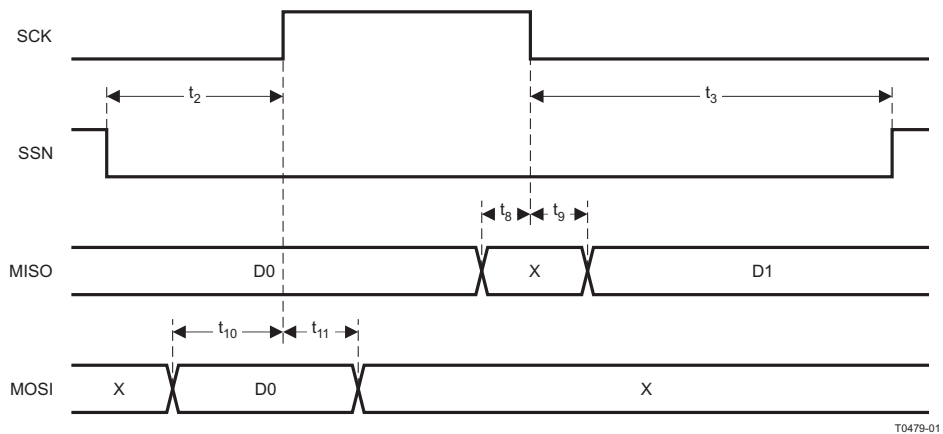 SCK
t2
t3
SSN
t8
t9
MISO
D0
X
D1
t10
t11
MOSI
X
D0
X
T0479-01